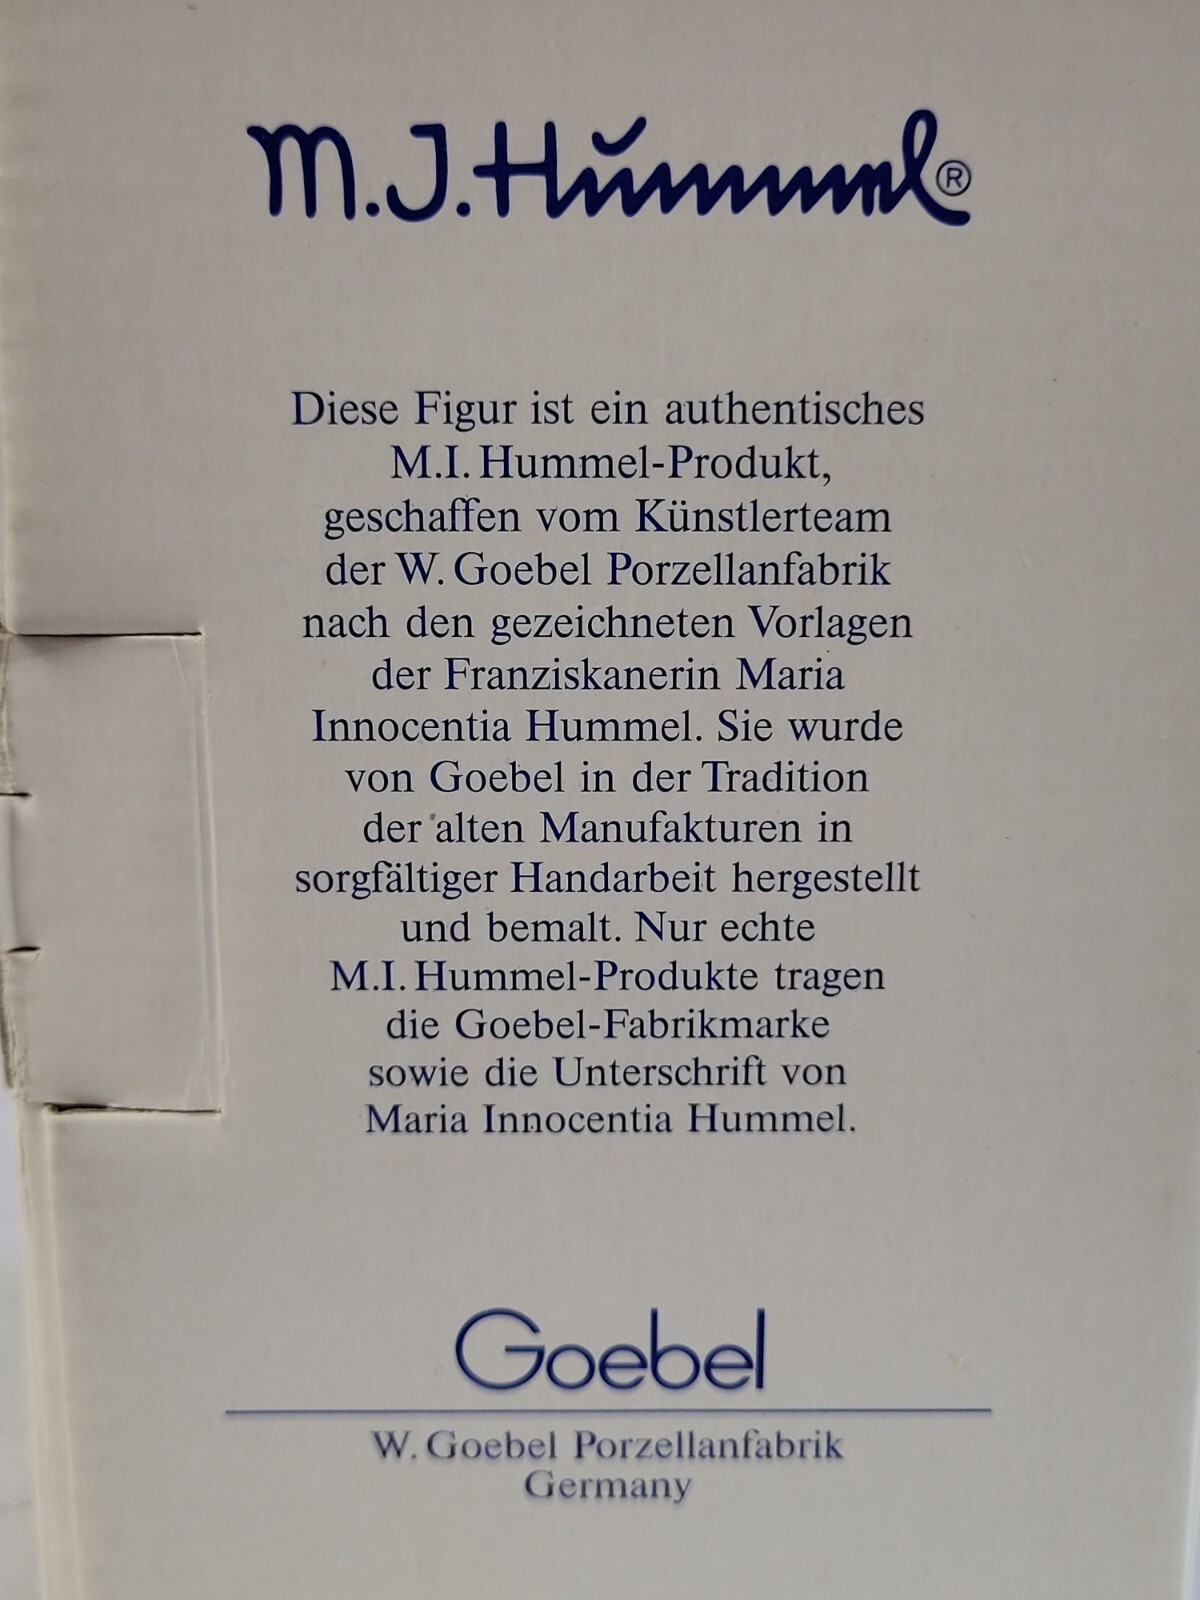 M.J. Hummel®
Diese Figur ist ein authentisches
M.I. Hummel-Produkt,
geschaffen vom Künstlerteam
der W. Goebel Porzellanfabrik
nach den gezeichneten Vorlagen
der Franziskanerin Maria
Innocentia Hummel. Sie wurde
von Goebel in der Tradition
der alten Manufakturen in
sorgfältiger Handarbeit hergestellt
und bemalt. Nur echte
M.I. Hummel-Produkte tragen
die Goebel-Fabrikmarke
sowie die Unterschrift von
Maria Innocentia Hummel.
Goebel
W. Goebel Porzellanfabrik
Germany